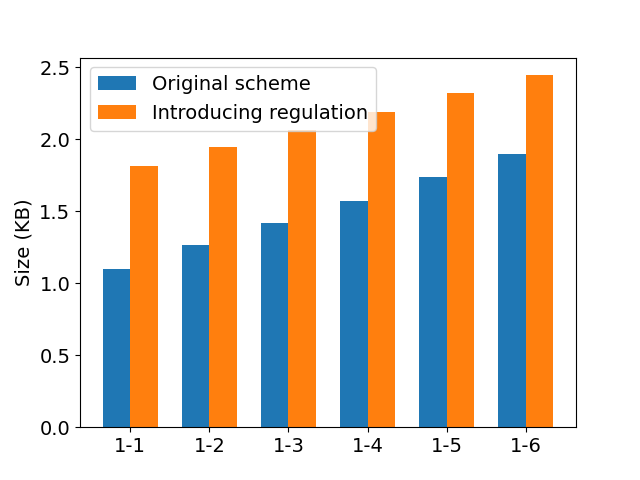 Original scheme
Introducing regulation
Size (KB)
2.5
2.0
1.5
1.0
0.5
0.0
1-1 1-2 1-3 1-4 1-5 1-6